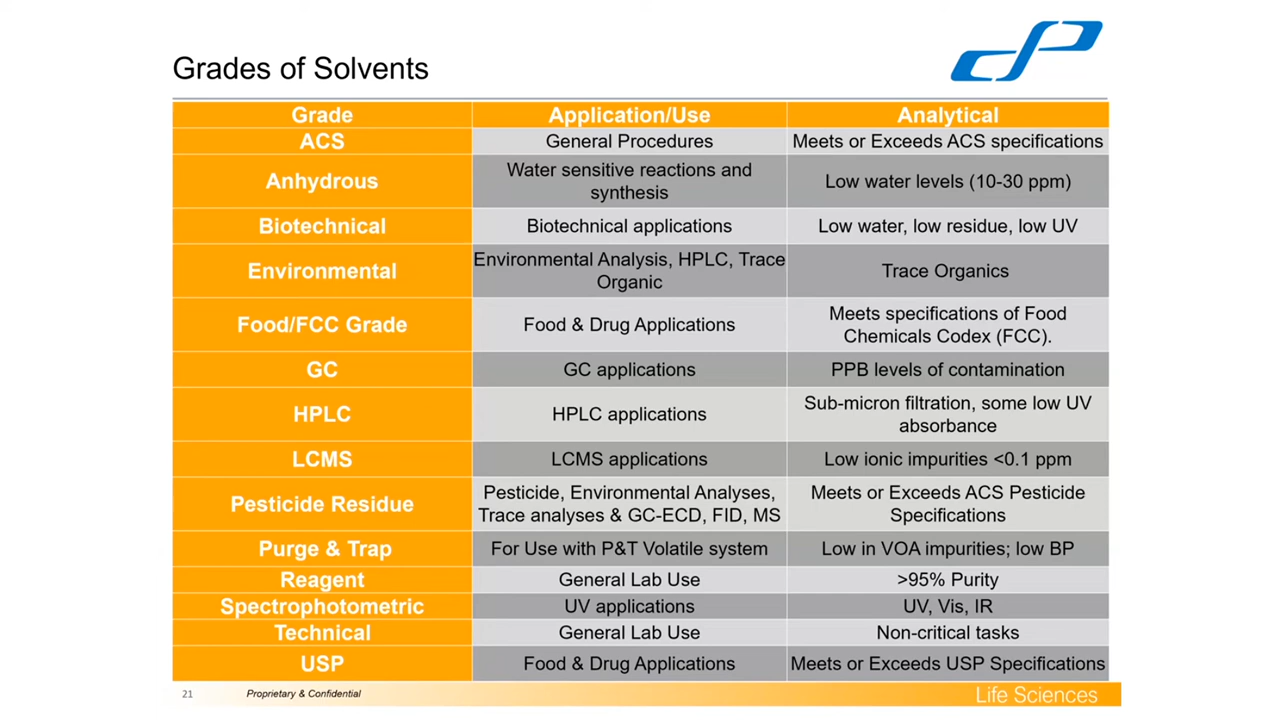 Grades of Solvents
Grade Application/Use Analytical
ACS General Procedures Meets or Exceeds ACS specifications
Anhydrous Water sensitive reactions and synthesis Low water levels (10-30 ppm)
Biotechnical Biotechnical applications Low water, low residue, low UV
Environmental Environmental Analysis, HPLC, Trace Organic Trace Organics
Food/FCC Grade Food & Drug Applications Meets specifications of Food Chemicals Codex (FCC).
GC GC applications PPB levels of contamination
HPLC HPLC applications Sub-micron filtration, some low UV absorbance
LCMS LCMS applications Low ionic impurities <0.1 ppm
Pesticide Residue Pesticide, Environmental Analyses, Trace analyses & GC-ECD, FID, MS Meets or Exceeds ACS Pesticide Specifications
Purge & Trap For Use with P&T Volatile system Low in VOA impurities; low BP
Reagent General Lab Use >95% Purity
Spectrophotometric UV applications UV, Vis, IR
Technical General Lab Use Non-critical tasks
USP Food & Drug Applications Meets or Exceeds USP Specifications
21 Proprietary & Confidential Life Sciences